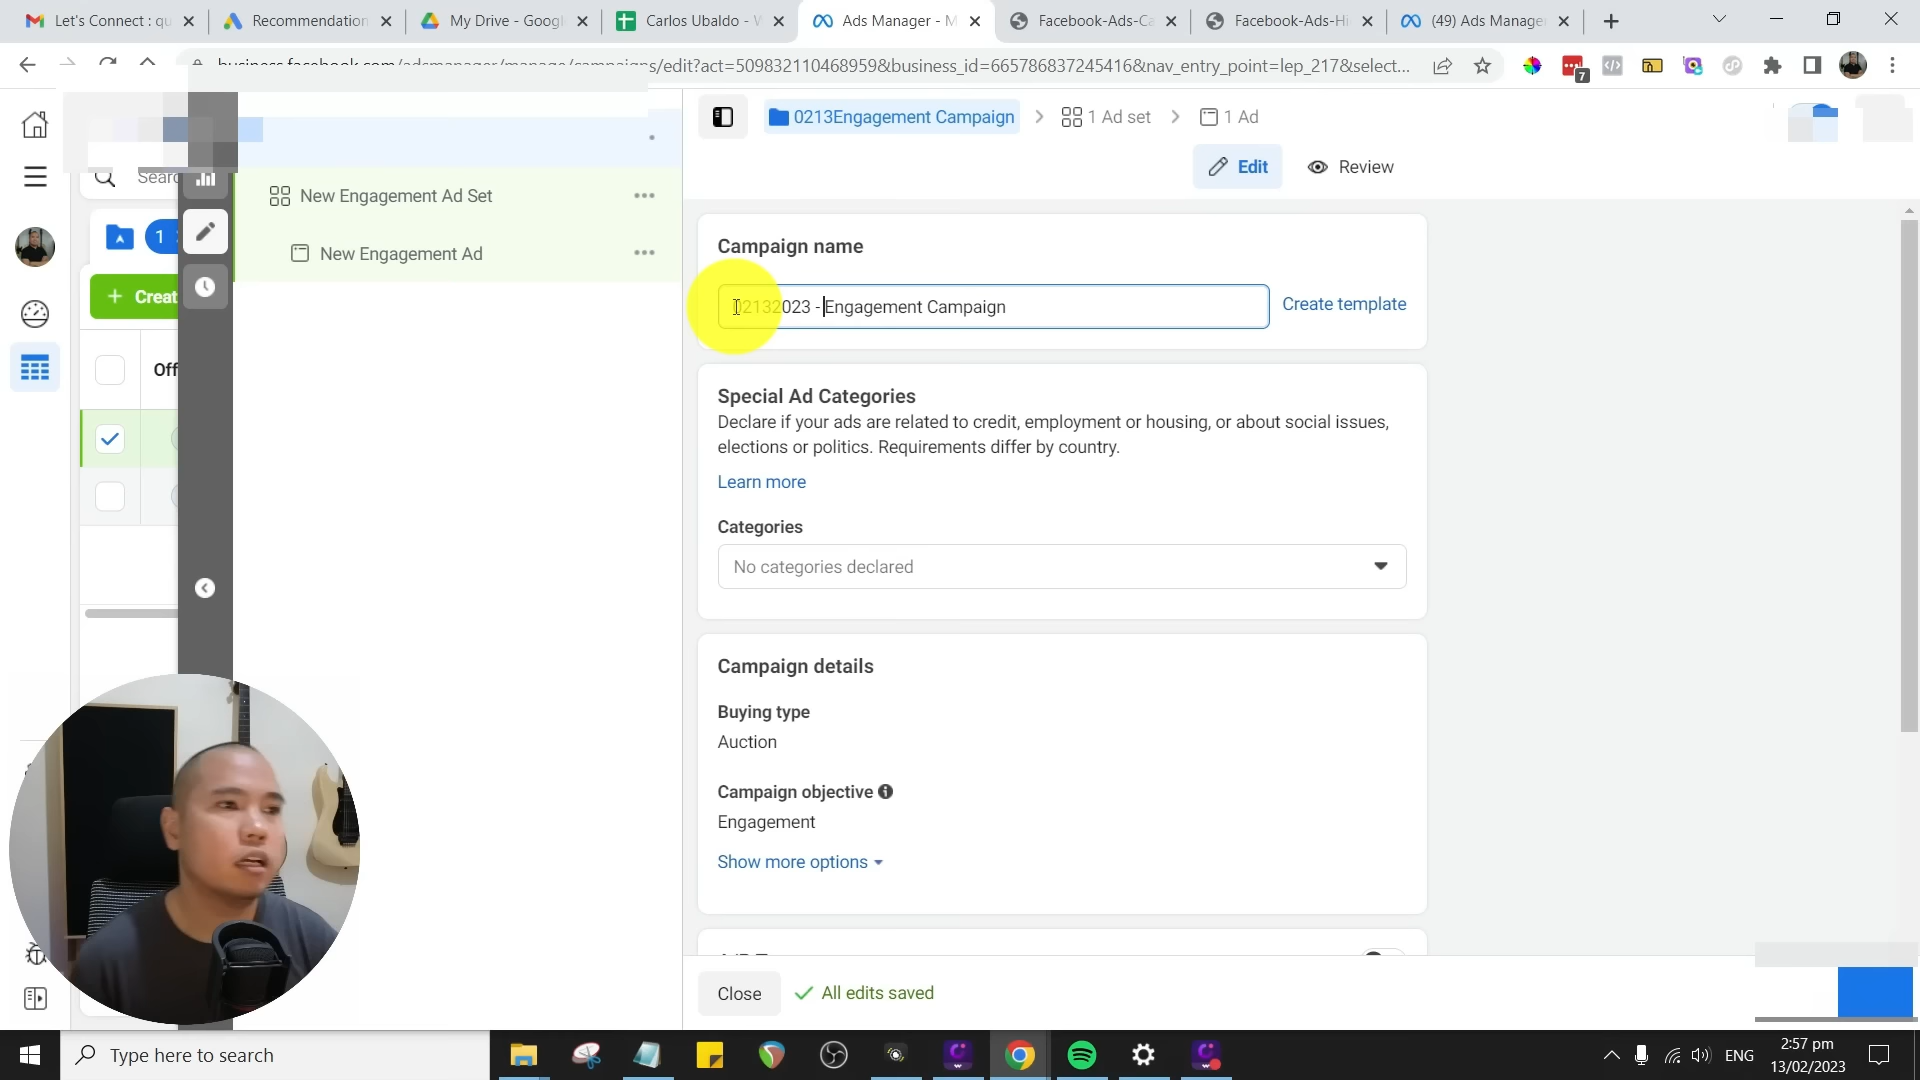 Let's Connect : qu
Recommendation
My Drive - Googl
Carlos Ubaldo - W
Ads Manager - M
Facebook-Ads-Ca
Facebook-Ads-Hi
(49) Ads Manage
business.facebook.com/adsmanager/manage/campaigns/edit?act=509832110468959&business_id=665786837245416&nav_entry_point=lep_217&select...
7
0213Engagement Campaign
1 Ad set
1 Ad
Edit
Review
Searc
New Engagement Ad Set
1
New Engagement Ad
+ Creat
Off
Campaign name
02132023 - Engagement Campaign
Create template
Special Ad Categories
Declare if your ads are related to credit, employment or housing, or about social issues,
elections or politics. Requirements differ by country.
Learn more
Categories
No categories declared
Campaign details
Buying type
Auction
Campaign objective
Engagement
Show more options
Close
All edits saved
Type here to search
ENG
2:57 pm
13/02/2023